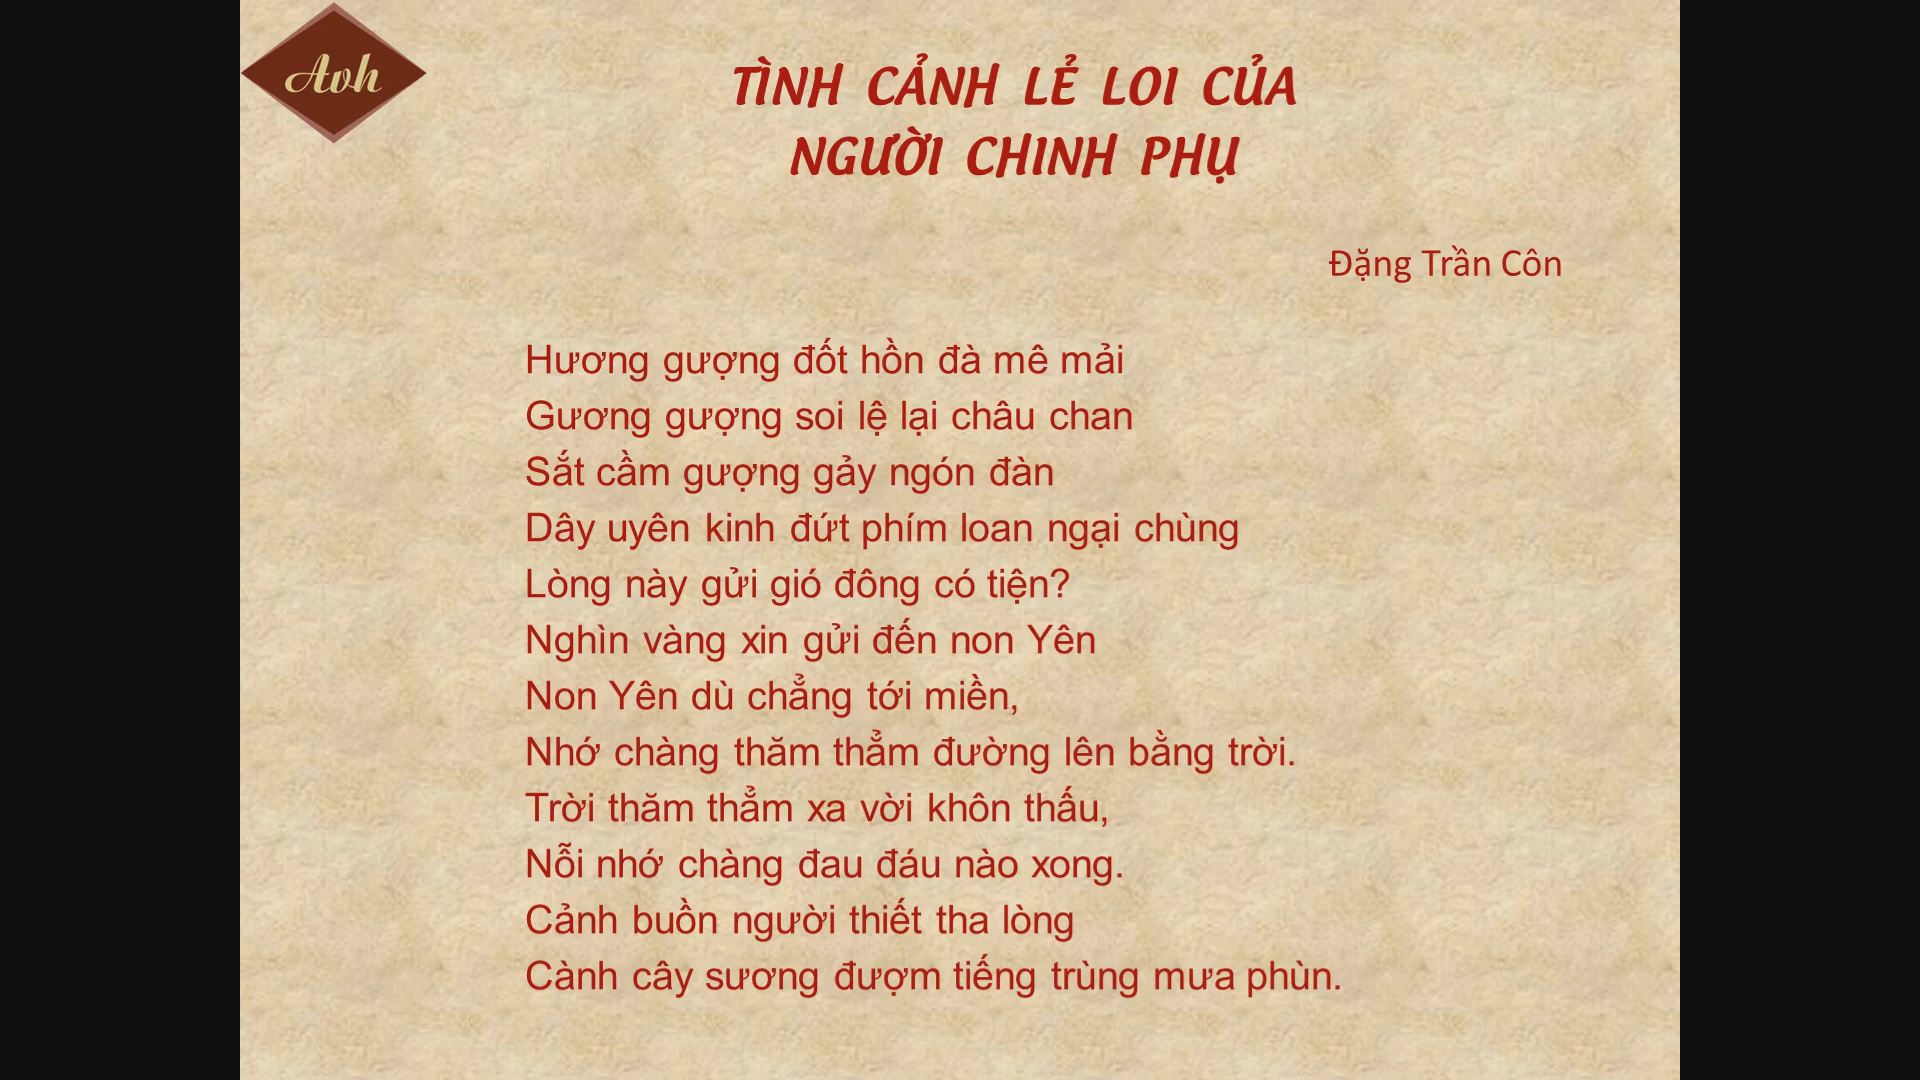 Avh
TÌNH CẢNH LẺ LOI CỦA
NGƯỜI CHINH PHỤ
Đặng Trần Côn
Hương gượng đốt hồn đà mê mải
Gương gượng soi lệ lại châu chan
Sắt cầm gượng gảy ngón đàn
Dây uyên kinh đứt phím loan ngại chùng
Lòng này gửi gió đông có tiện?
Nghìn vàng xin gửi đến non Yên
Non Yên dù chẳng tới miền,
Nhớ chàng thăm thẳm đường lên bằng trời.
Trời thăm thẳm xa vời khôn thấu,
Nỗi nhớ chàng đau đáu nào xong.
Cảnh buồn người thiết tha lòng
Cành cây sương đượm tiếng trùng mưa phùn.